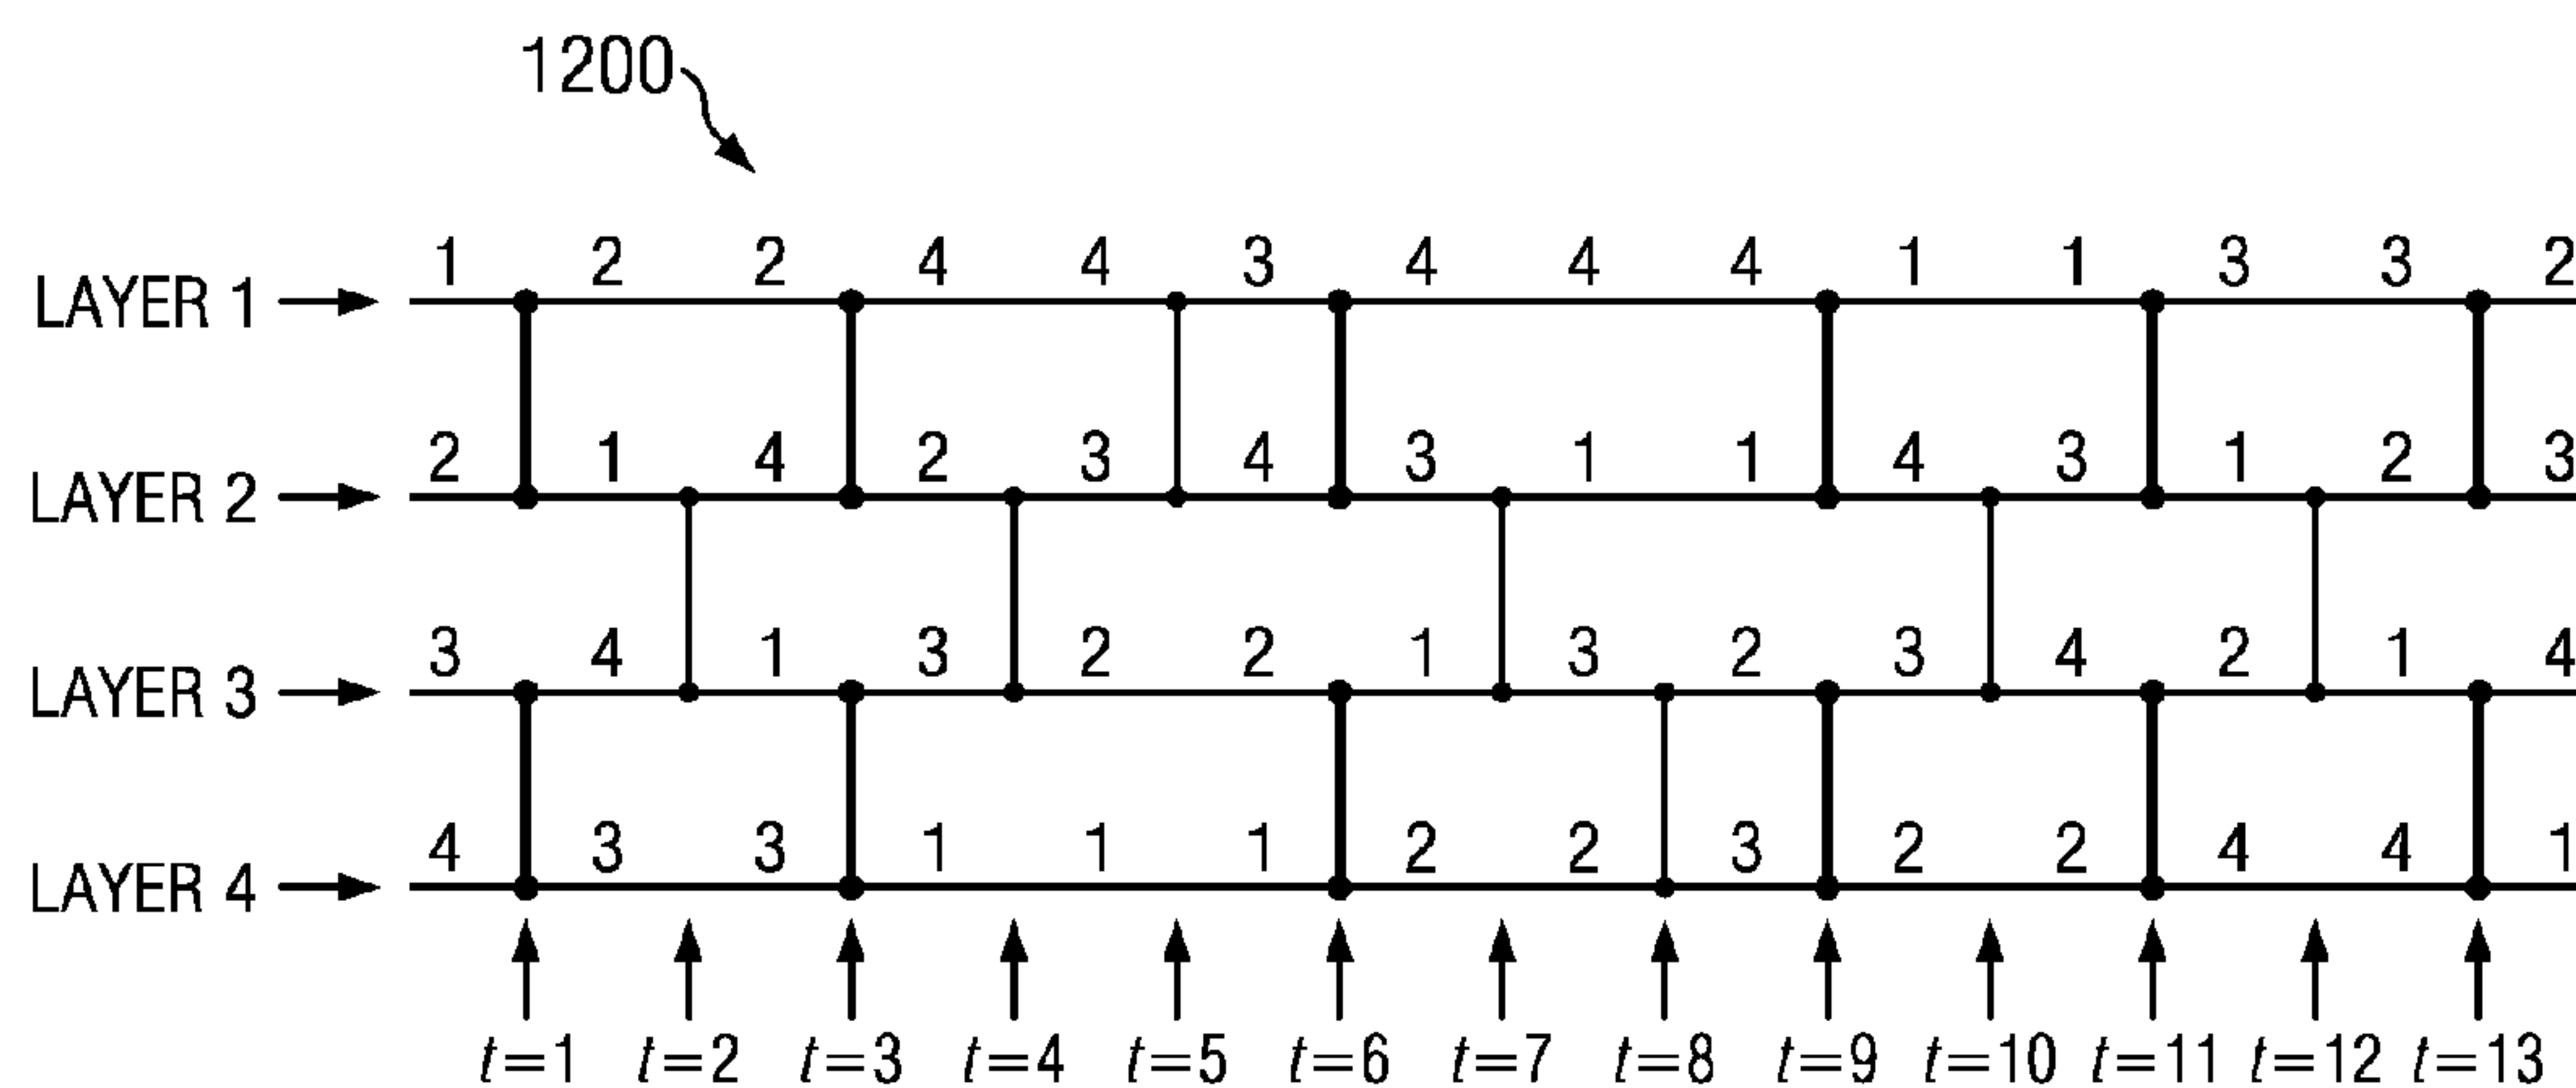 1200
1 2 2 4 4 3 4 4 4 1 1 3 3 2
LAYER 1
2 1 4 2 3 4 3 1 1 4 3 1 2 3
LAYER 2
3 4 1 3 2 2 1 3 2 3 4 2 1 4
LAYER 3
4 3 3 1 1 1 2 2 3 2 2 4 4 1
LAYER 4
t=1 t=2 t=3 t=4 t=5 t=6 t=7 t=8 t=9 t=10 t=11 t=12 t=13